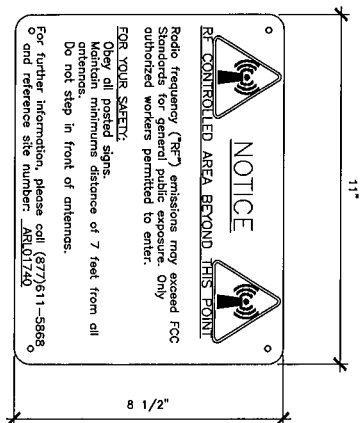 NOTICE
RF CONTROLLED AREA BEYOND THIS POINT
Radio frequency ("RF") emissions may exceed FCC
Standards for general public exposure. Only
authorized workers permitted to enter.
FOR YOUR SAFETY:
Obey all posted signs.
Maintain minimums distance of 7 feet from all
antennas.
Do not step in front of antennas.
For further information, please call (877)611-5868
and reference site number: ARL01740
11"
8 1/2"